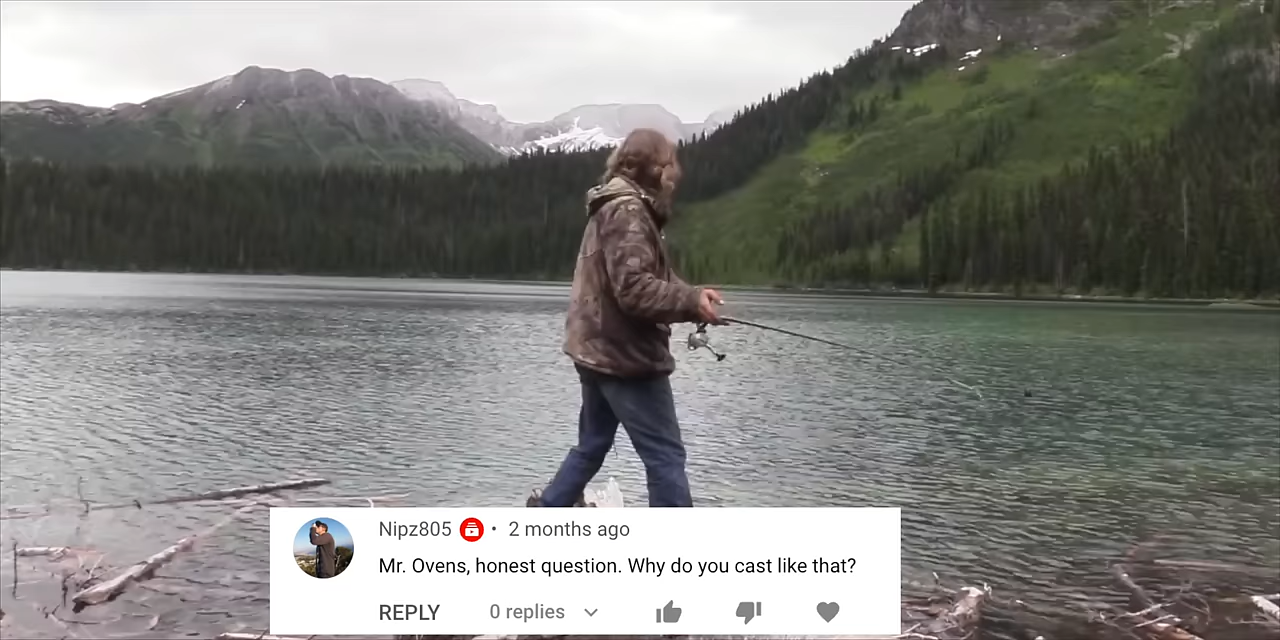 Nipz805 • 2 months ago
Mr. Ovens, honest question. Why do you cast like that?
REPLY 0 replies